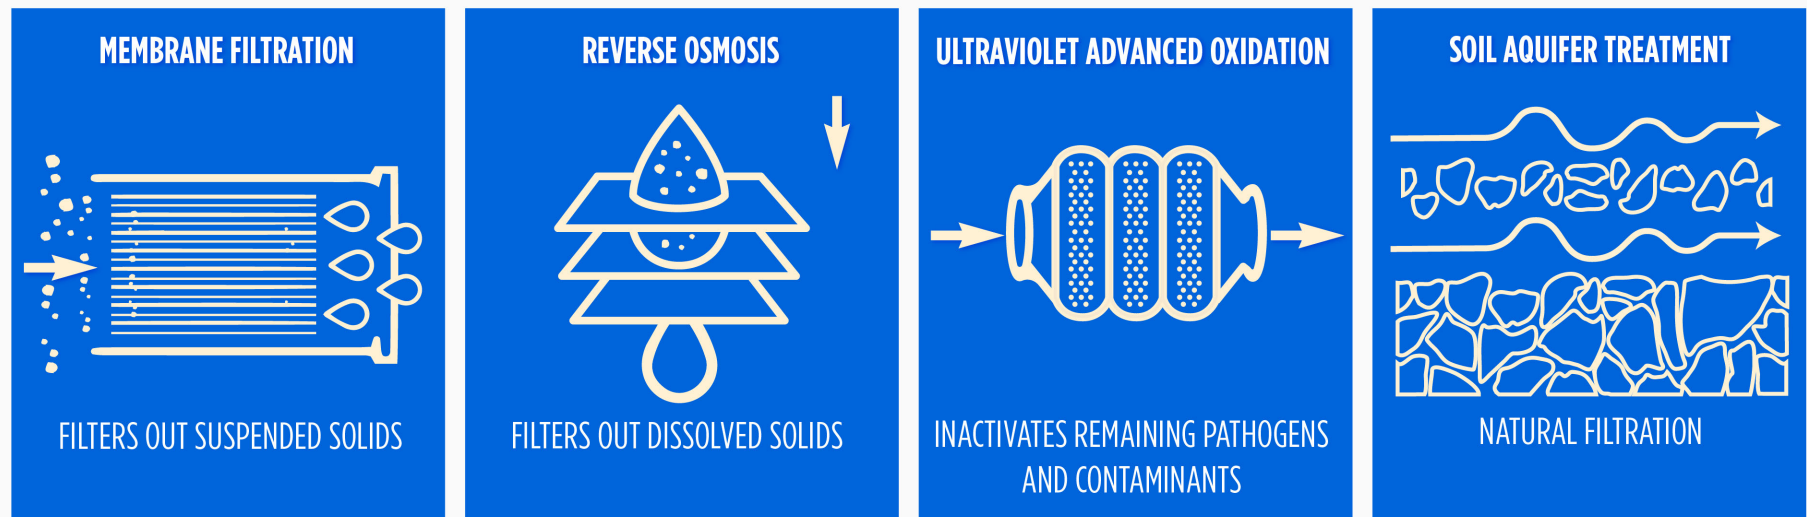 MEMBRANE FILTRATION
FILTERS OUT SUSPENDED SOLIDS
REVERSE OSMOSIS
FILTERS OUT DISSOLVED SOLIDS
ULTRAVIOLET ADVANCED OXIDATION
INACTIVATES REMAINING PATHOGENS
AND CONTAMINANTS
SOIL AQUIFER TREATMENT
NATURAL FILTRATION